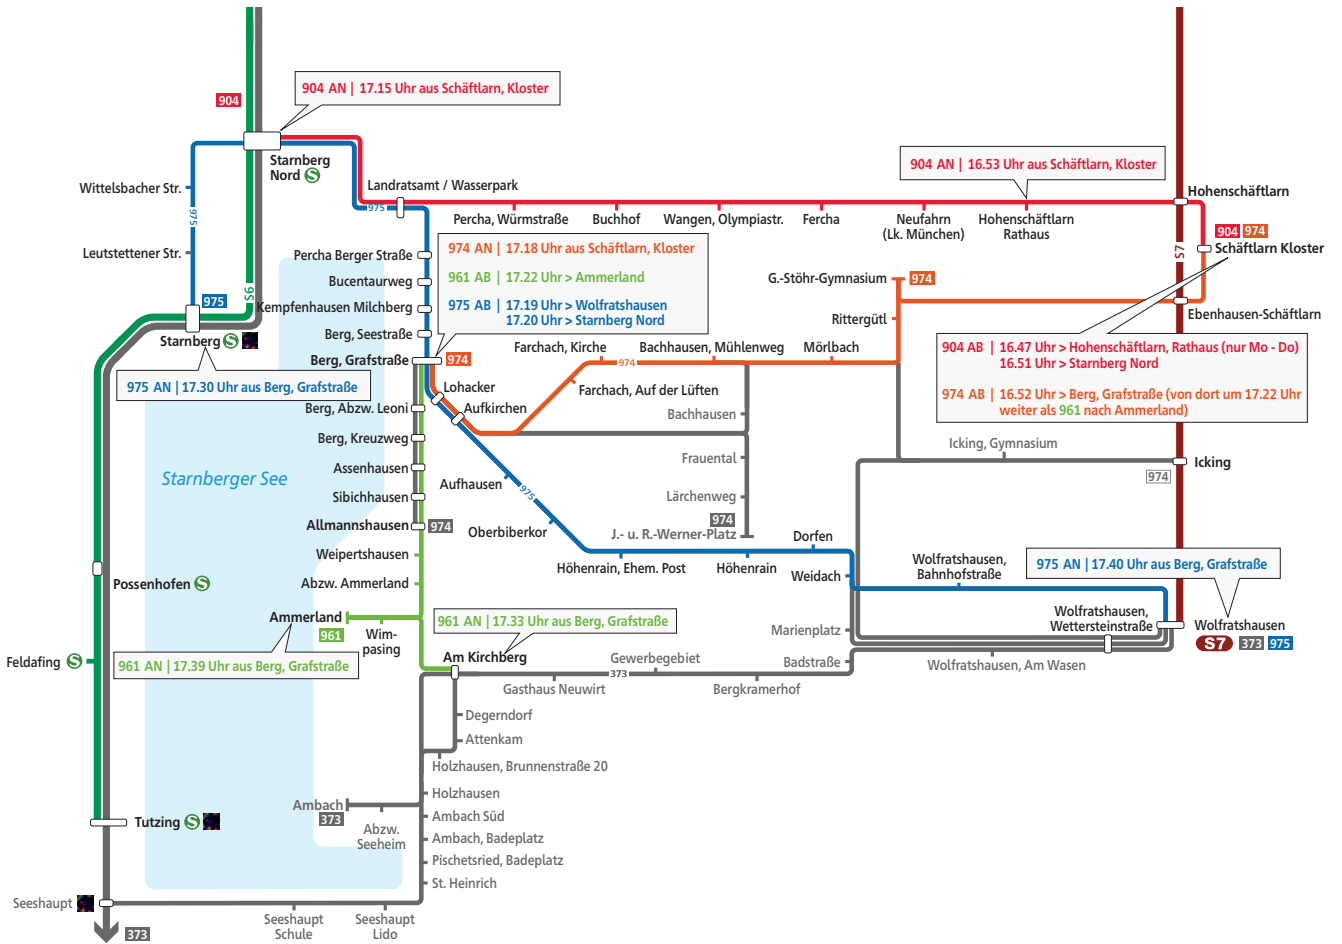 904 AN | 17.15 Uhr aus Schäftlarn, Kloster
904
Starnberg
Nord S
Wittelsbacher Str.
975
Leutstettener Str.
975
S6
Starnberg S
975 AN | 17.30 Uhr aus Berg, Grafstraße
Landratsamt / Wasserpark
975
Percha, Würmstraße
Buchhof
Wangen, Olympiastr.
Fercha
Neufahrn
(Lk. München)
Hohenschäftlarn
Rathaus
904 AN | 16.53 Uhr aus Schäftlarn, Kloster
Hohenschäftlarn
904 974
Schäftlarn Kloster
S7
Ebenhausen-Schäftlarn
Percha Berger Straße
Bucentaurweg
Kempfenhausen Milchberg
Berg, Seestraße
Berg, Grafstraße
974
974 AN | 17.18 Uhr aus Schäftlarn, Kloster
961 AB | 17.22 Uhr > Ammerland
975 AB | 17.19 Uhr > Wolfratshausen
17.20 Uhr > Starnberg Nord
G.-Stöhr-Gymnasium
974
Rittergütl
Farchach, Kirche
974
Bachhausen, Mühlenweg
Mörlbach
Farchach, Auf der Lüften
904 AB | 16.47 Uhr > Hohenschäftlarn, Rathaus (nur Mo - Do)
16.51 Uhr > Starnberg Nord
974 AB | 16.52 Uhr > Berg, Grafstraße (von dort um 17.22 Uhr
weiter als 961 nach Ammerland)
Lohacker
Aufkirchen
Berg, Abzw. Leoni
Berg, Kreuzweg
Assenhausen
Sibichhausen
Allmannshausen
974
Weipertshausen
Abzw. Ammerland
Ammerland
961
Wim-
passing
Starnberger See
Bachhausen
Frauental
Lärchenweg
974
J.- u. R.-Werner-Platz
Icking, Gymnasium
Icking
974
Aufhausen
975
Oberbiberkor
Höhenrain, Ehem. Post
Höhenrain
Dorfen
Weidach
Wolfratshausen,
Bahnhofstraße
975 AN | 17.40 Uhr aus Berg, Grafstraße
Wolfratshausen,
Wettersteinstraße
Wolfratshausen
S7 373 975
Marienplatz
Badstraße
Wolfratshausen, Am Wasen
Possenhofen S
Feldafing S
961 AN | 17.39 Uhr aus Berg, Grafstraße
961 AN | 17.33 Uhr aus Berg, Grafstraße
Am Kirchberg
Gewerbegebiet
373
Gasthaus Neuwirt
Bergkramerhof
Degerndorf
Attenkam
Holzhausen, Brunnenstraße 20
Holzhausen
Ambach
373
Abzw.
Seeheim
Ambach Süd
Ambach, Badeplatz
Pischetsried, Badeplatz
St. Heinrich
Tutzing S
Seeshaupt
373
Seeshaupt
Schule
Seeshaupt
Lido